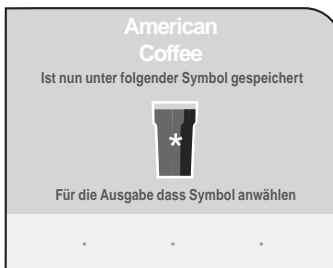 American
Coffee
Ist nun unter folgender Symbol gespeichert
*
Für die Ausgabe dass Symbol anwählen